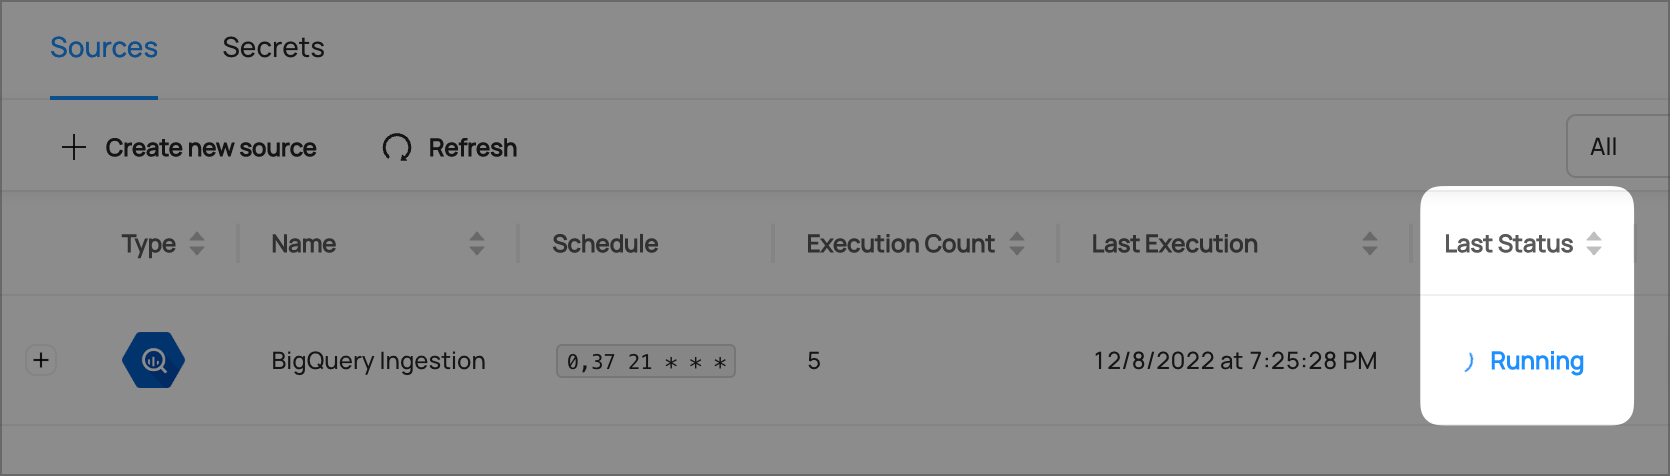 Sources Secrets
Create new source Refresh All
Type Name Schedule Execution Count Last Execution Last Status
BigQuery Ingestion 0,37 21 * * * 5 12/8/2022 at 7:25:28 PM Running